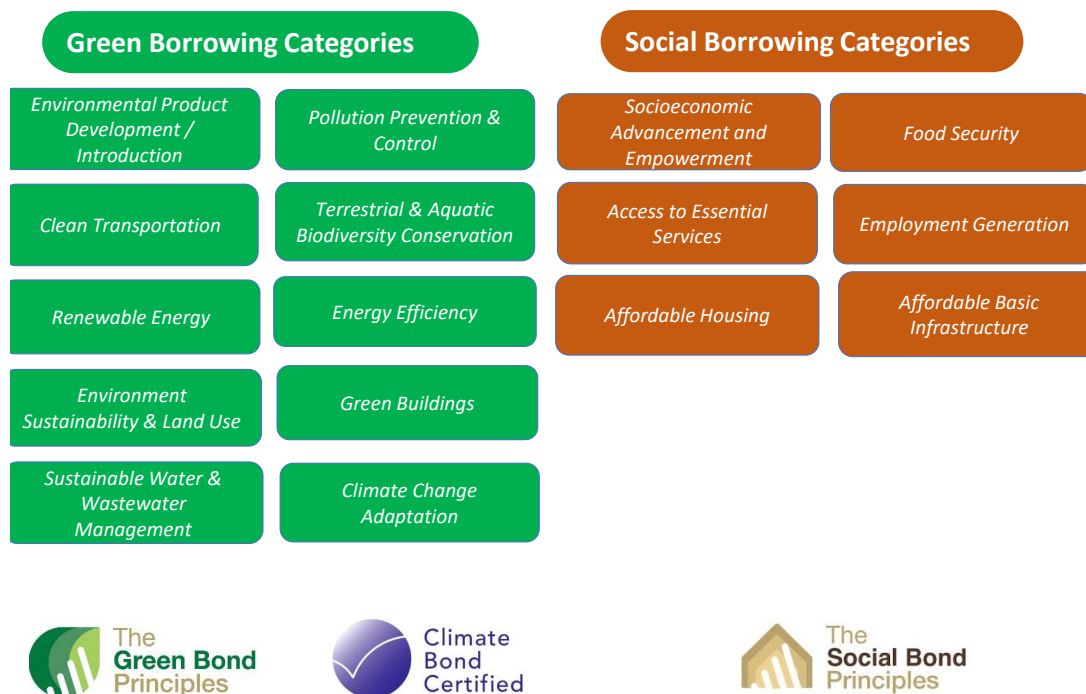 Green Borrowing Categories
Social Borrowing Categories
Environmental Product
Development /
Introduction
Pollution Prevention &
Control
Clean Transportation
Terrestrial & Aquatic
Biodiversity Conservation
Renewable Energy
Energy Efficiency
Environment
Sustainability & Land Use
Green Buildings
Sustainable Water &
Wastewater
Management
Climate Change
Adaptation
Socioeconomic
Advancement and
Empowerment
Food Security
Access to Essential
Services
Employment Generation
Affordable Housing
Affordable Basic
Infrastructure
The
Green Bond
Principles
Climate
Bond
Certified
The
Social Bond
Principles